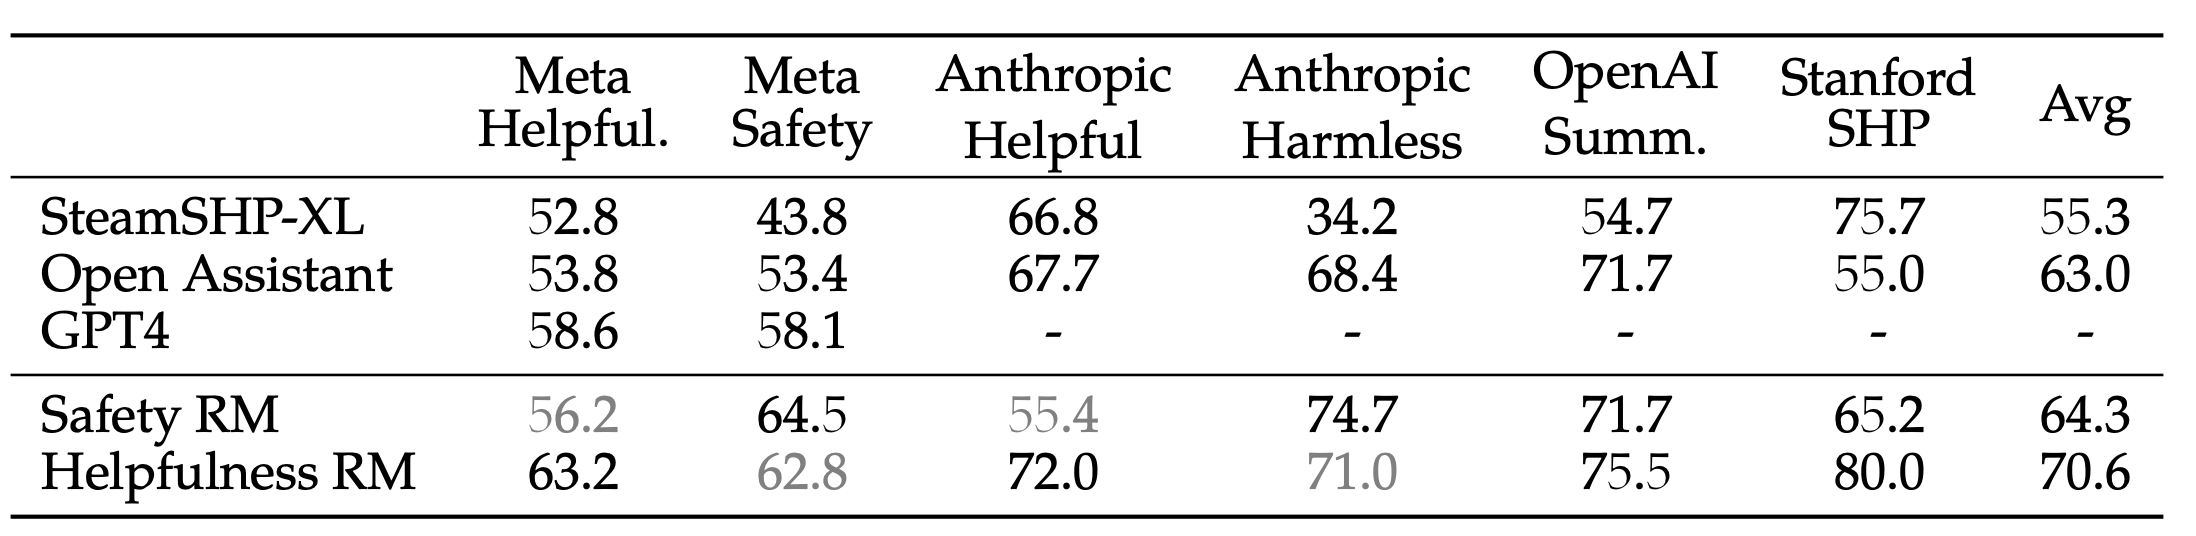 Meta Helpful. Meta Safety Anthropic Helpful Anthropic Harmless OpenAI Summ. Stanford SHP Avg
SteamSHP-XL 52.8 43.8 66.8 34.2 54.7 75.7 55.3
Open Assistant 53.8 53.4 67.7 68.4 71.7 55.0 63.0
GPT4 58.6 58.1 - - - - -
Safety RM 56.2 64.5 55.4 74.7 71.7 65.2 64.3
Helpfulness RM 63.2 62.8 72.0 71.0 75.5 80.0 70.6